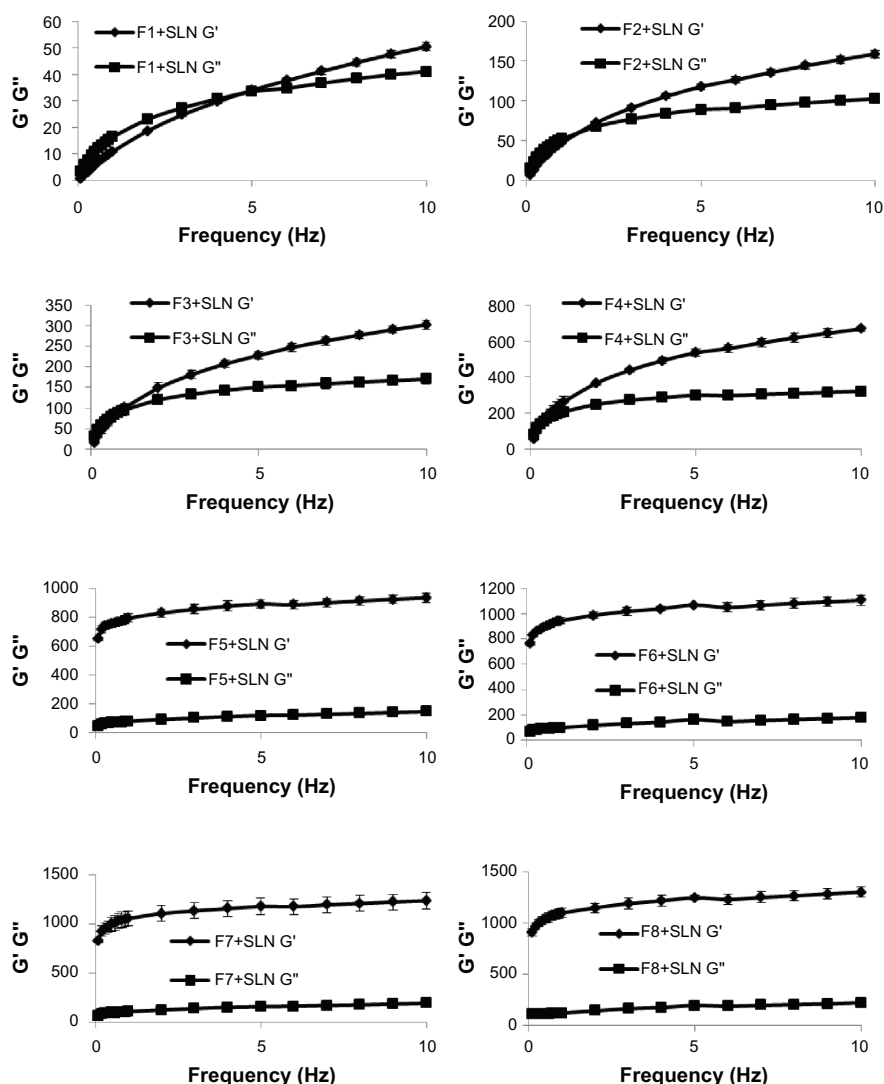 60
50
40
30
20
10
0
F1+SLN G'
F1+SLN G"
G' G"
0 5 10
Frequency (Hz)
200
150
100
50
0
F2+SLN G'
F2+SLN G"
G' G"
0 5 10
Frequency (Hz)
350
300
250
200
150
100
50
0
F3+SLN G'
F3+SLN G"
G' G"
0 5 10
Frequency (Hz)
800
600
400
200
0
F4+SLN G'
F4+SLN G"
G' G"
0 5 10
Frequency (Hz)
1000
800
600
400
200
0
F5+SLN G'
F5+SLN G"
G' G"
0 5 10
Frequency (Hz)
1200
1000
800
600
400
200
0
F6+SLN G'
F6+SLN G"
G' G"
0 5 10
Frequency (Hz)
1500
1000
500
0
F7+SLN G'
F7+SLN G"
G' G"
0 5 10
Frequency (Hz)
1500
1000
500
0
F8+SLN G'
F8+SLN G"
G' G"
0 5 10
Frequency (Hz)